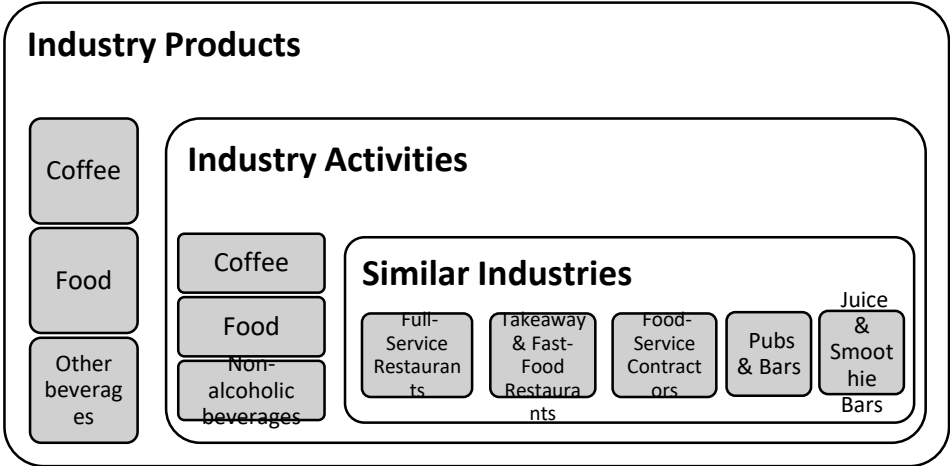 Industry Products
Coffee
Food
Other
beverag
es
Industry Activities
Coffee
Food
Non-
alcoholic
beverages
Similar Industries
Full-
Service
Restauran
ts
Takeaway
& Fast-
Food
Restaura
nts
Food-
Service
Contract
ors
Pubs
& Bars
Juice
&
Smoot
hie
Bars